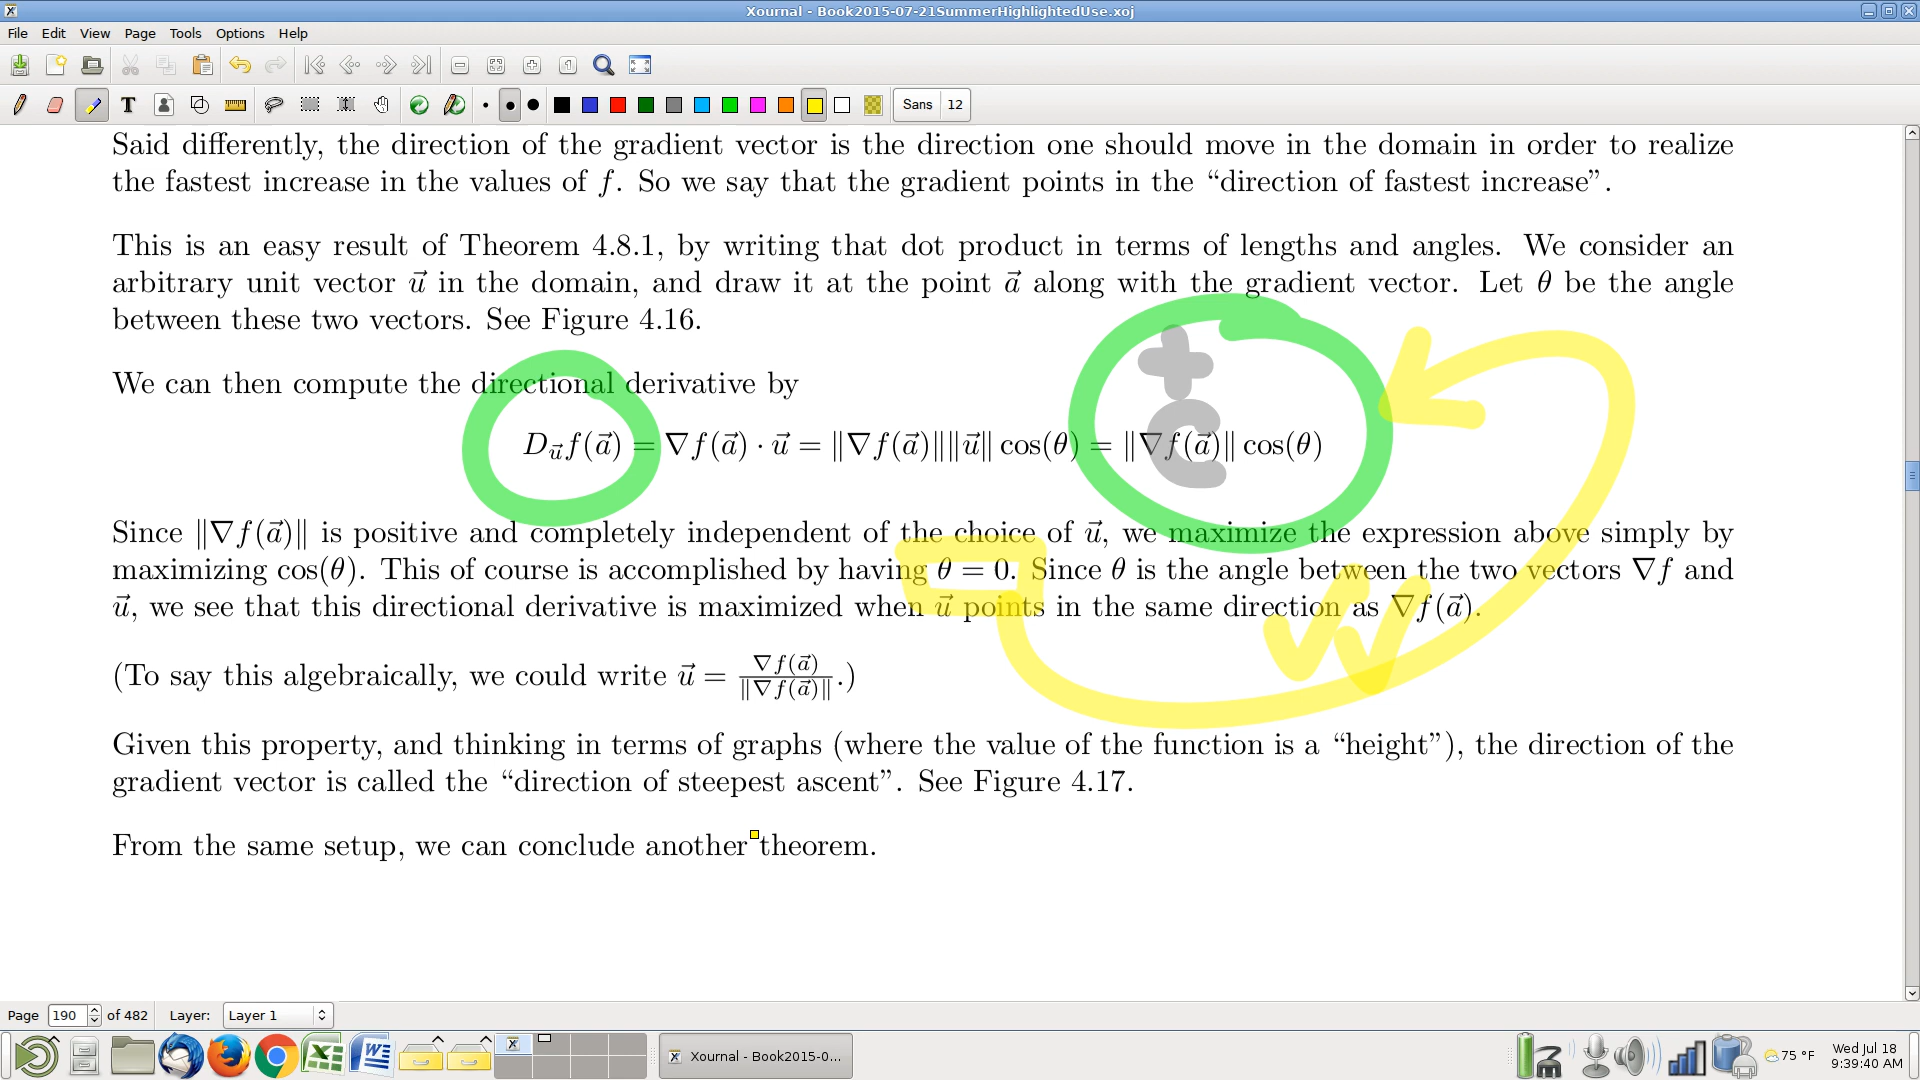 Xournal - Book2015-07-21SummerHighlightedUse.xoj
File Edit View Page Tools Options Help
Sans 12
Said differently, the direction of the gradient vector is the direction one should move in the domain in order to realize
the fastest increase in the values of f. So we say that the gradient points in the “direction of fastest increase”.
This is an easy result of Theorem 4.8.1, by writing that dot product in terms of lengths and angles. We consider an
arbitrary unit vector u⃗ in the domain, and draw it at the point a⃗ along with the gradient vector. Let θ be the angle
between these two vectors. See Figure 4.16.
+
We can then compute the directional derivative by
c
D_u⃗ f(a⃗) = ∇f(a⃗) · u⃗ = ‖∇f(a⃗)‖‖u⃗‖ cos(θ) = ‖∇f(a⃗)‖ cos(θ)
Since ‖∇f(a⃗)‖ is positive and completely independent of the choice of u⃗, we maximize the expression above simply by
maximizing cos(θ). This of course is accomplished by having θ = 0. Since θ is the angle between the two vectors ∇f and
u⃗, we see that this directional derivative is maximized when u⃗ points in the same direction as ∇f(a⃗).
(To say this algebraically, we could write u⃗ = ∇f(a⃗)/‖∇f(a⃗)‖.)
Given this property, and thinking in terms of graphs (where the value of the function is a “height”), the direction of the
gradient vector is called the “direction of steepest ascent”. See Figure 4.17.
From the same setup, we can conclude another theorem.
Page 190 of 482 Layer: Layer 1
Xournal - Book2015-0...
75 °F
Wed Jul 18
9:39:40 AM